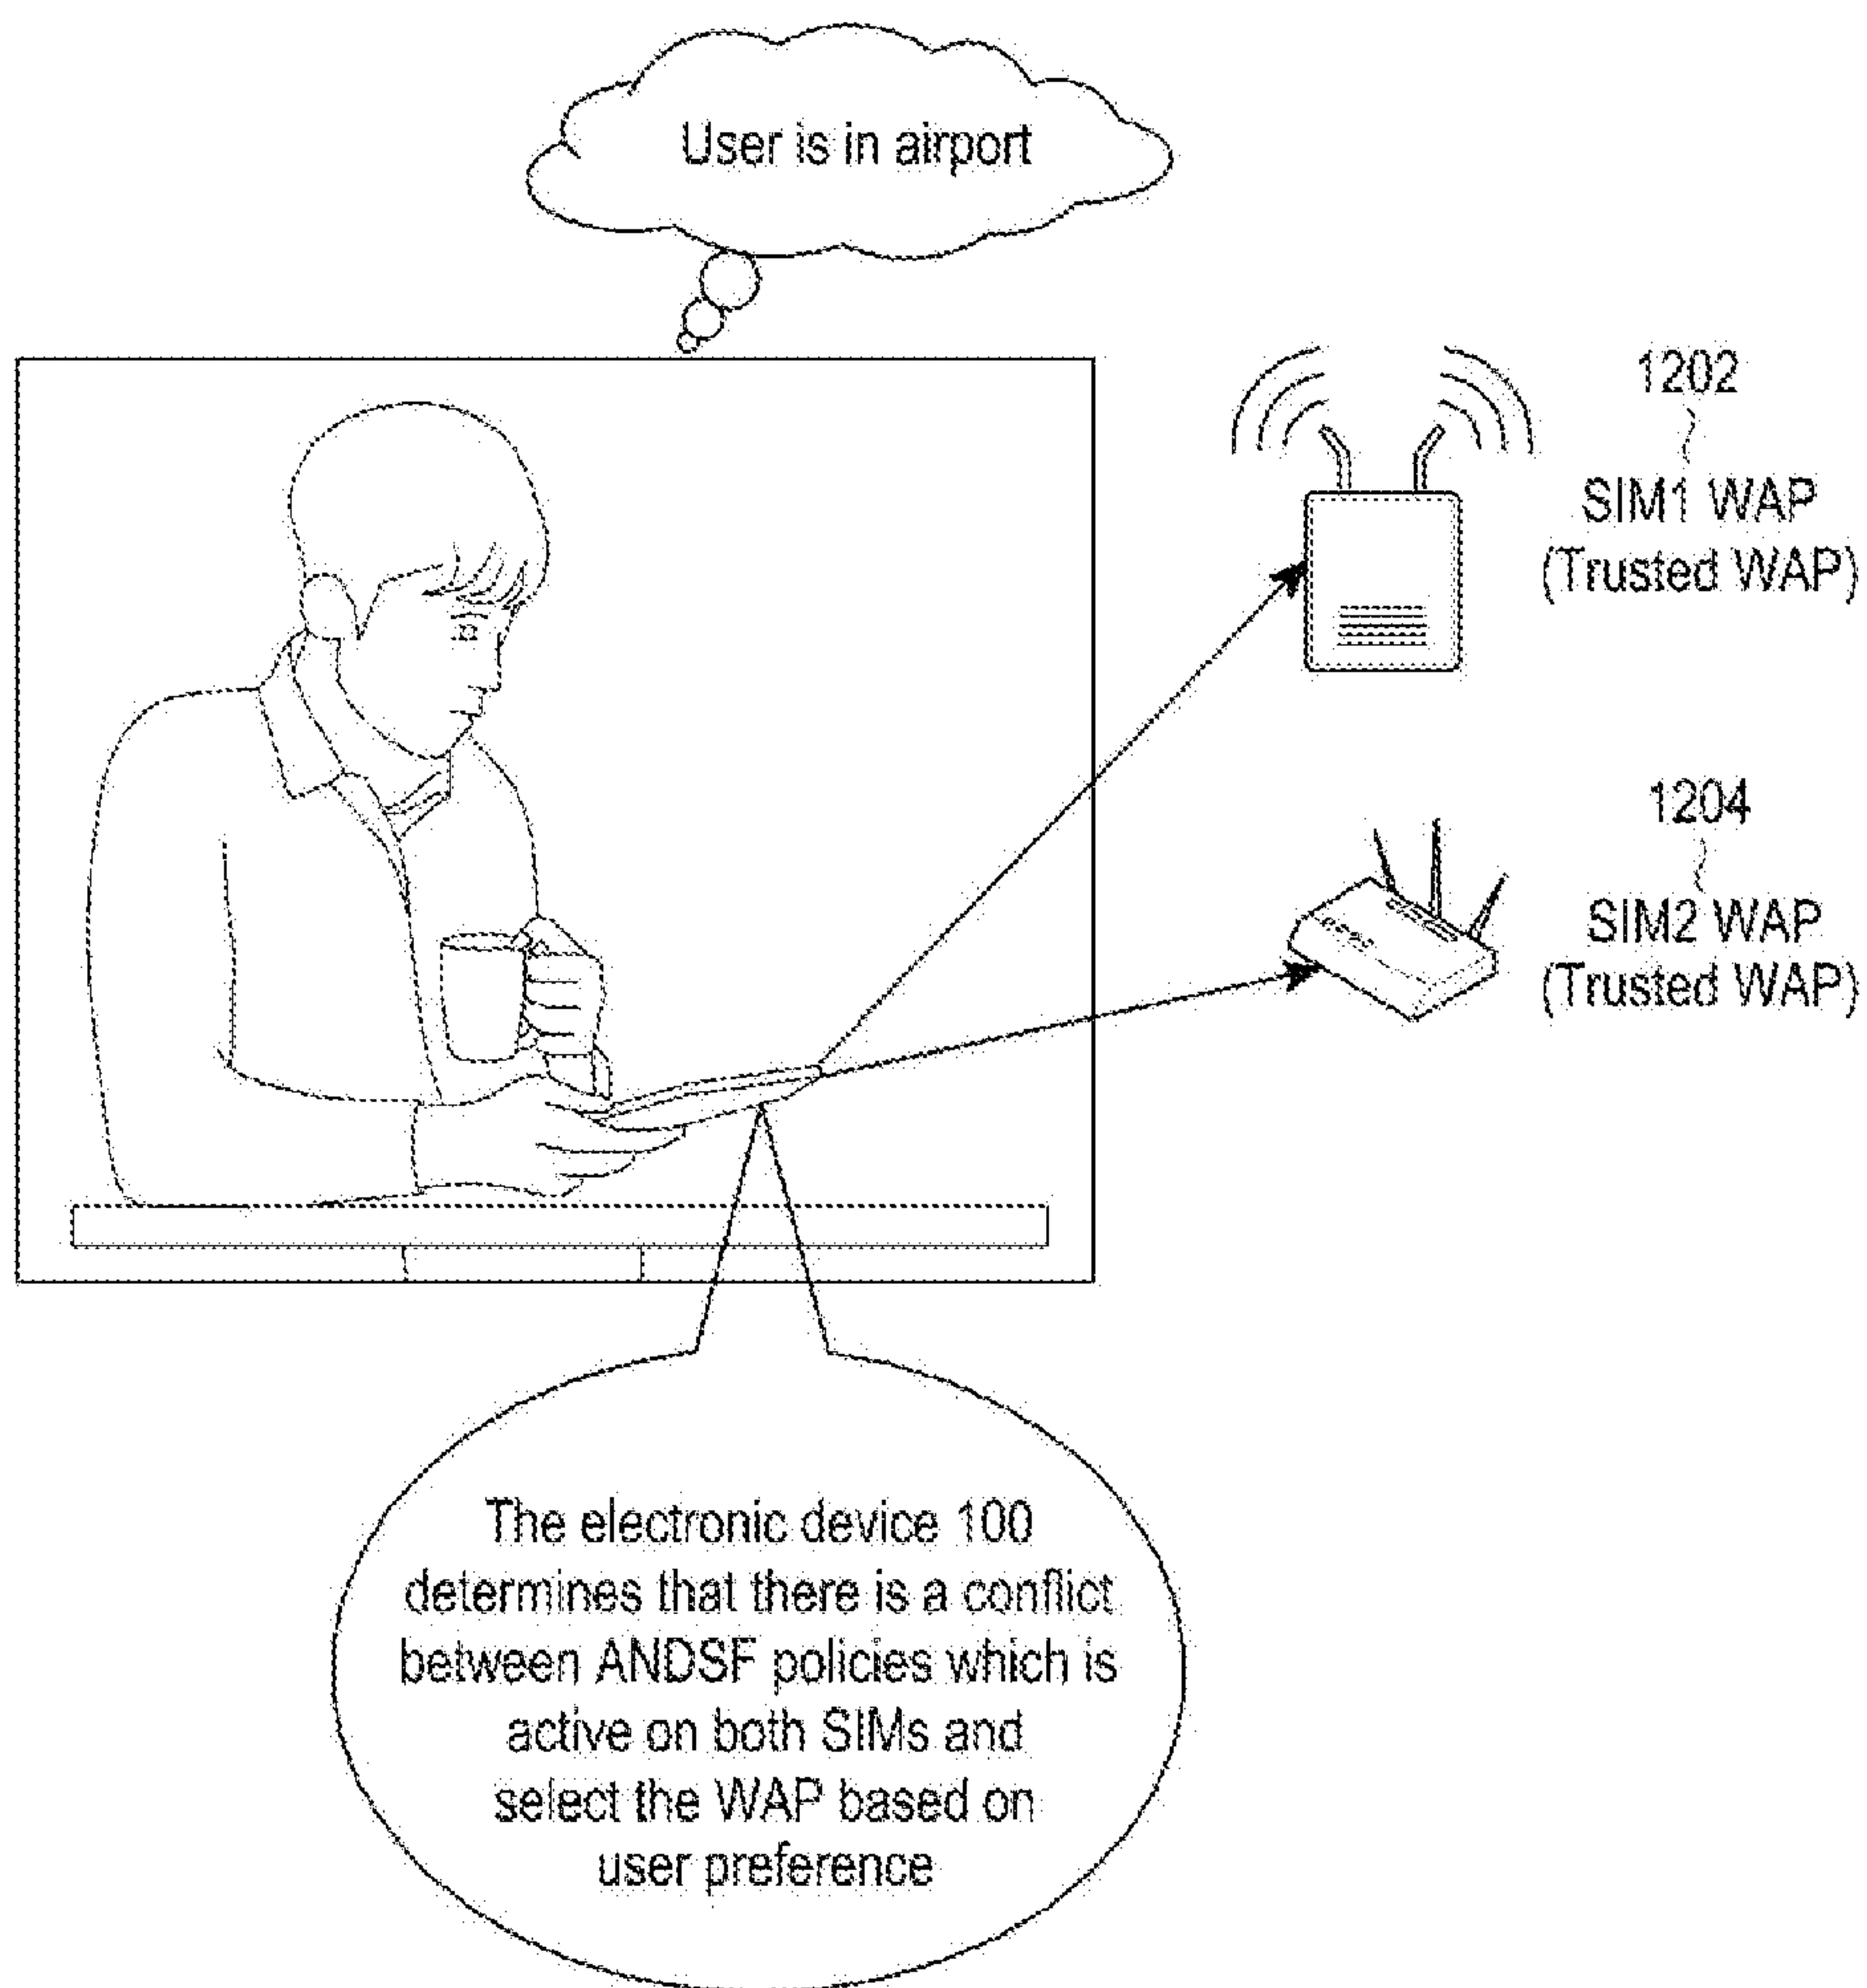 User is in airport
1202
SIM1 WAP
(Trusted WAP)
1204
SIM2 WAP
(Trusted WAP)
The electronic device 100
determines that there is a conflict
between ANDSF policies which is
active on both SIMs and
select the WAP based on
user preference